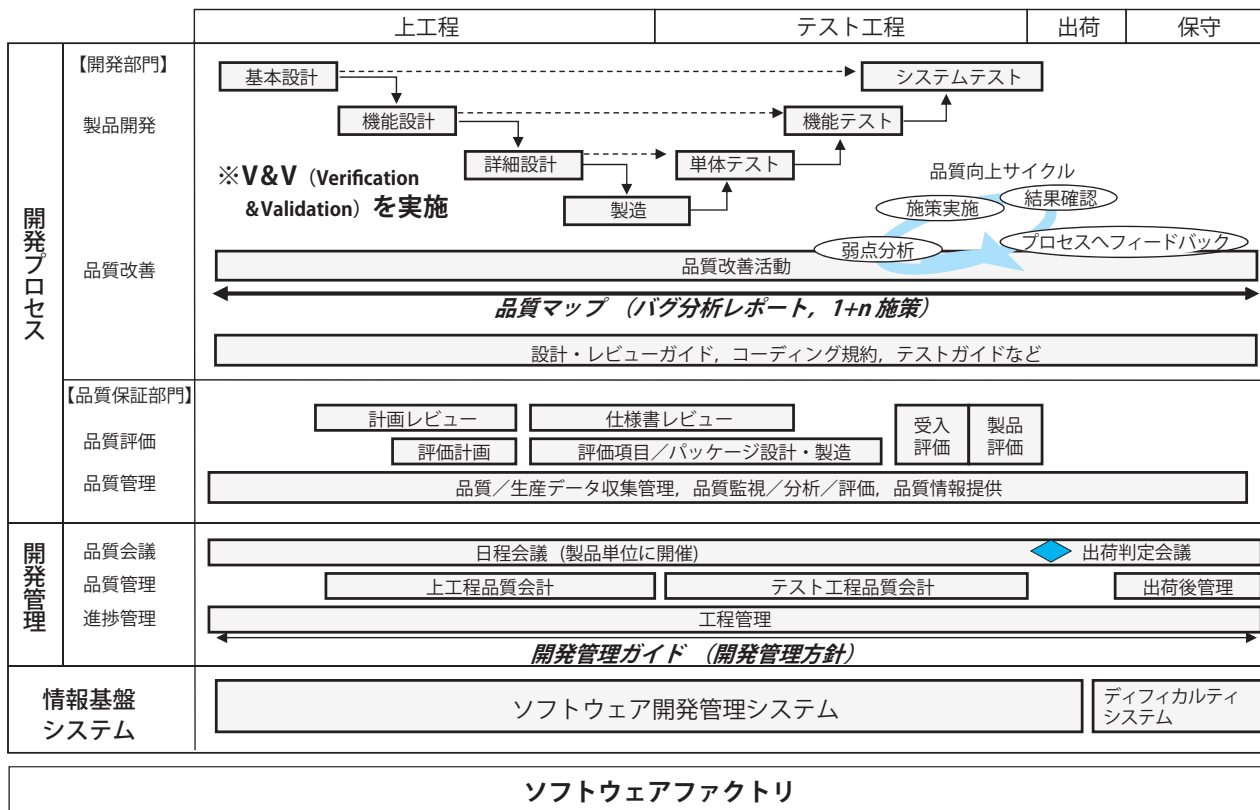 上工程
テスト工程
出荷
保守
開発プロセス
【開発部門】
製品開発
基本設計
システムテスト
機能設計
機能テスト
詳細設計
単体テスト
製造
※V&V（Verification
&Validation）を実施
品質向上サイクル
施策実施
結果確認
弱点分析
プロセスへフィードバック
品質改善
品質改善活動
品質マップ （バグ分析レポート，1+n 施策）
設計・レビューガイド，コーディング規約，テストガイドなど
【品質保証部門】
品質評価
計画レビュー
仕様書レビュー
評価計画
評価項目／パッケージ設計・製造
受入
評価
製品
評価
品質管理
品質／生産データ収集管理，品質監視／分析／評価，品質情報提供
開発管理
品質会議
日程会議（製品単位に開催）
出荷判定会議
品質管理
上工程品質会計
テスト工程品質会計
出荷後管理
進捗管理
工程管理
開発管理ガイド （開発管理方針）
情報基盤
システム
ソフトウェア開発管理システム
ディフィカルティ
システム
ソフトウェアファクトリ